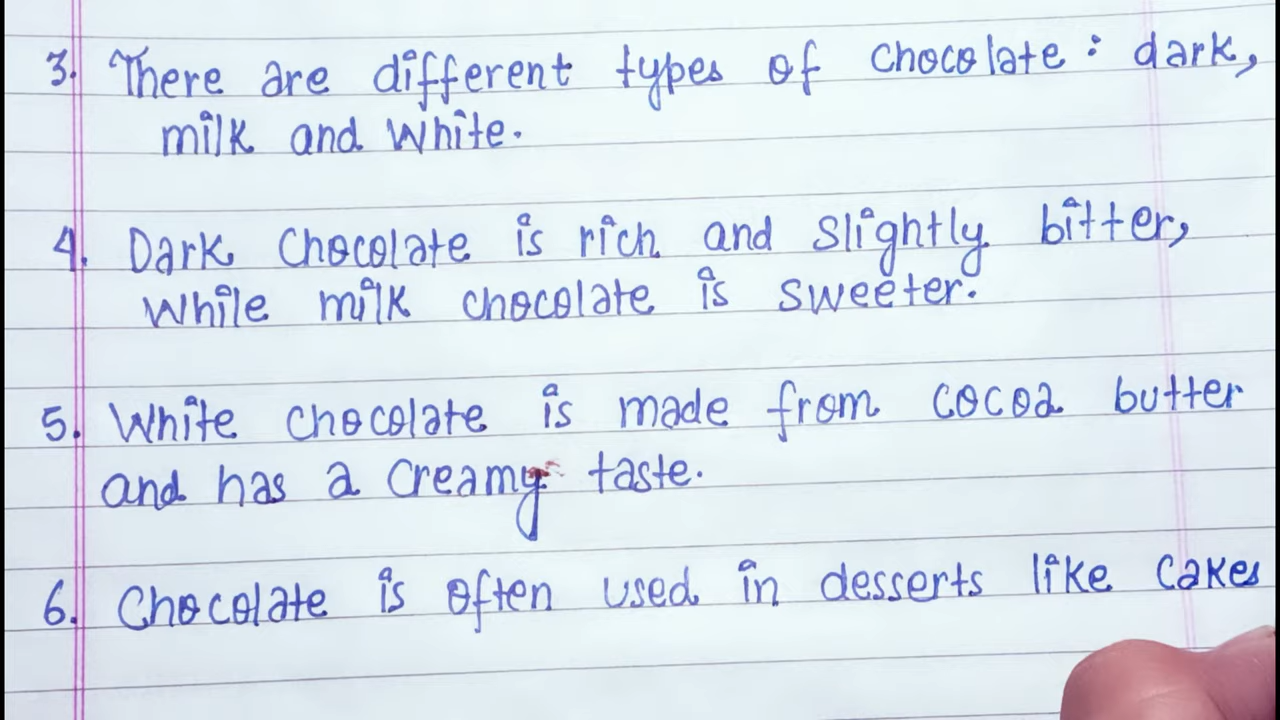 3. There are different types of chocolate: dark,
milk and white.
4. Dark Chocolate is rich and slightly bitter,
while milk chocolate is sweeter.
5. White chocolate is made from cocoa butter
and has a creamy taste.
6. Chocolate is often used in desserts like cakes